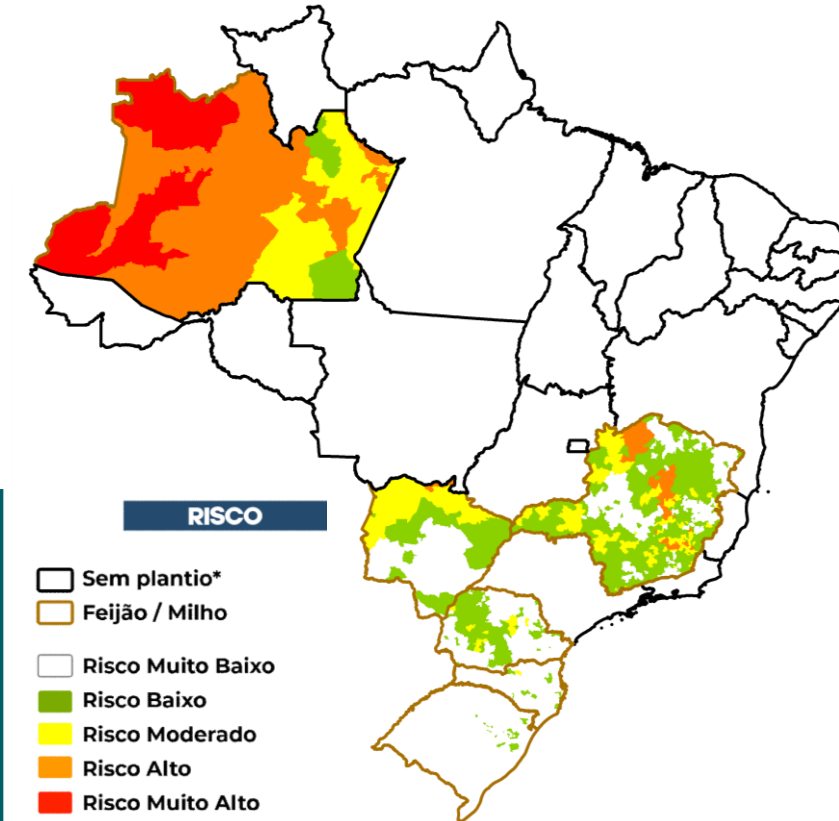 RISCO
Sem plantio*
Feijão / Milho
Risco Muito Baixo
Risco Baixo
Risco Moderado
Risco Alto
Risco Muito Alto